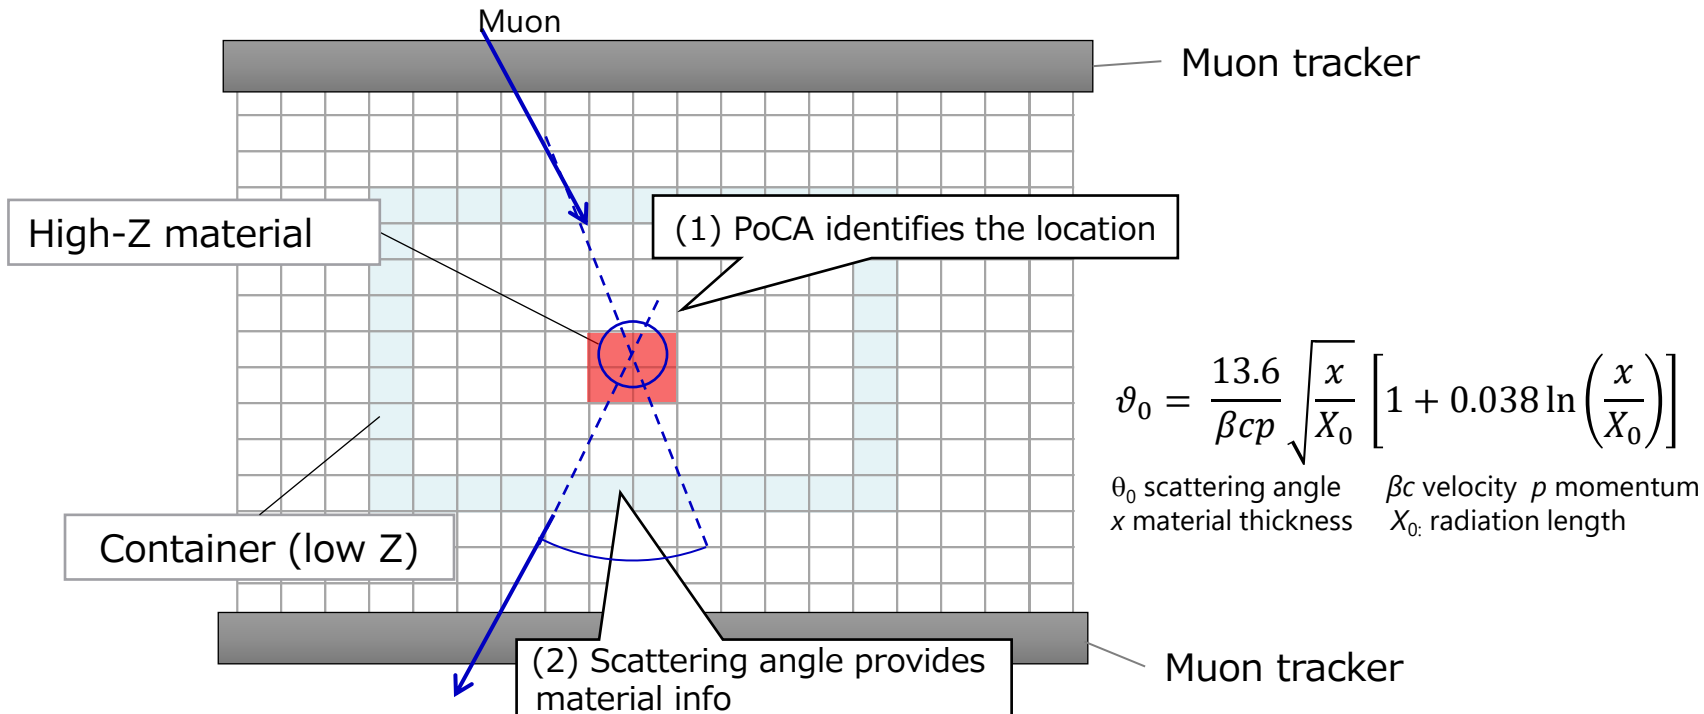 Muon
Muon tracker
High-Z material
(1) PoCA identifies the location
ϑ₀ = 13.6/βcp √(x/X₀) [1 + 0.038 ln(x/X₀)]
θ₀ scattering angle βc velocity p momentum
x material thickness X₀: radiation length
Container (low Z)
(2) Scattering angle provides
material info
Muon tracker